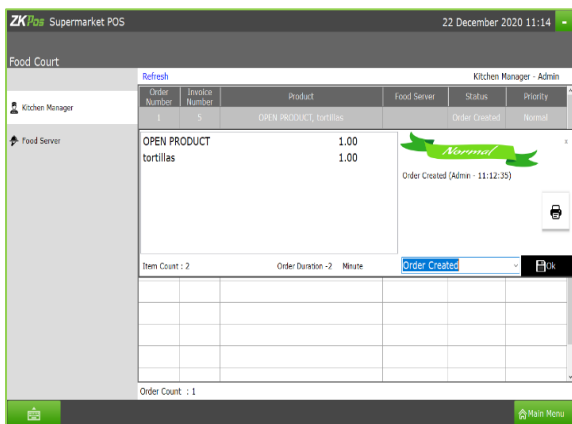 ZKPos Supermarket POS
22 December 2020 11:14
Food Court
Refresh
Kitchen Manager - Admin
Kitchen Manager
Food Server
Order Number Invoice Number Product Food Server Status Priority
1 5 OPEN PRODUCT, tortillas Order Created Normal
OPEN PRODUCT 1.00
tortillas 1.00
Normal
x
Order Created (Admin - 11:12:35)
Item Count : 2 Order Duration -2 Minute
Order Created
Ok
Order Count : 1
Main Menu